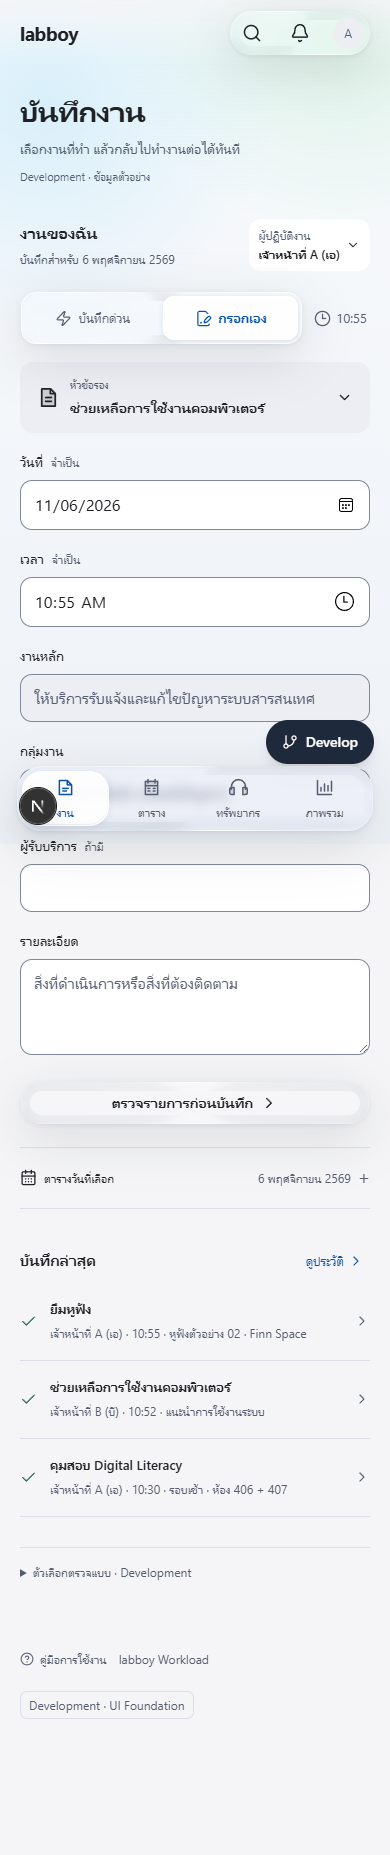 labboy
A
บันทึกงาน
เลือกงานที่ทำ แล้วกลับไปทำงานต่อได้ทันที
Development · ข้อมูลตัวอย่าง
งานของฉัน
บันทึกสำหรับ 6 พฤศจิกายน 2569
ผู้ปฏิบัติงาน
เจ้าหน้าที่ A (เอ)
บันทึกด่วน
กรอกเอง
10:55
หัวข้อรอง
ช่วยเหลือการใช้งานคอมพิวเตอร์
วันที่ จำเป็น
11/06/2026
เวลา จำเป็น
10:55 AM
งานหลัก
ให้บริการรับแจ้งและแก้ไขปัญหาระบบสารสนเทศ
กลุ่มงาน
Develop
N
งาน
ตาราง
ทรัพยากร
ภาพรวม
ผู้รับบริการ ถ้ามี
รายละเอียด
สิ่งที่ดำเนินการหรือสิ่งที่ต้องติดตาม
ตรวจรายการก่อนบันทึก
ตารางวันที่เลือก
6 พฤศจิกายน 2569
บันทึกล่าสุด
ดูประวัติ
ยืมหูฟัง
เจ้าหน้าที่ A (เอ) · 10:55 · หูฟังตัวอย่าง 02 · Finn Space
ช่วยเหลือการใช้งานคอมพิวเตอร์
เจ้าหน้าที่ B (บี) · 10:52 · แนะนำการใช้งานระบบ
คุมสอบ Digital Literacy
เจ้าหน้าที่ A (เอ) · 10:30 · รอบเช้า · ห้อง 406 + 407
ตัวเลือกตรวจแบบ · Development
คู่มือการใช้งาน
labboy Workload
Development · UI Foundation